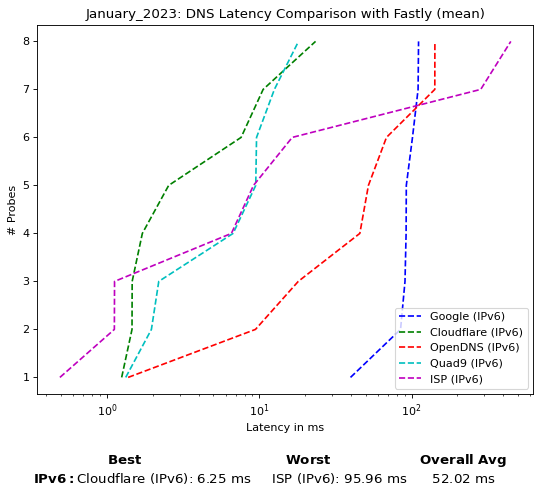 January_2023: DNS Latency Comparison with Fastly (mean)
8
7
6
5
4
3
2
1
# Probes
Google (IPv6)
Cloudflare (IPv6)
OpenDNS (IPv6)
Quad9 (IPv6)
ISP (IPv6)
10⁰ 10¹ 10²
Latency in ms
Best Worst Overall Avg
IPv6: Cloudflare (IPv6): 6.25 ms ISP (IPv6): 95.96 ms 52.02 ms